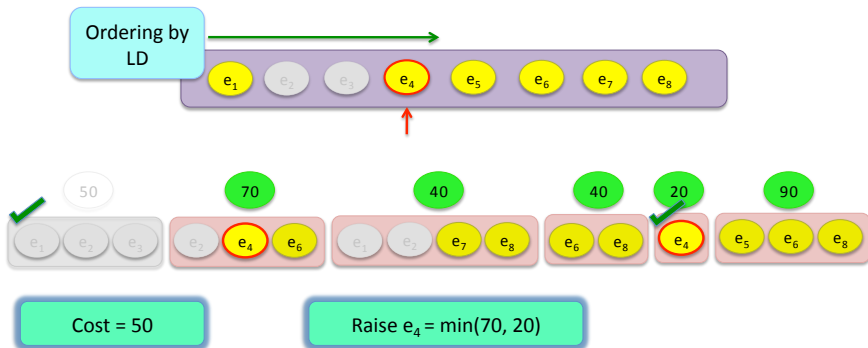 Ordering by
LD
e₁ e₂ e₃ e₄ e₅ e₆ e₇ e₈
50 70 40 40 20 90
e₁ e₂ e₃ e₂ e₄ e₆ e₁ e₂ e₇ e₈ e₆ e₈ e₄ e₅ e₆ e₈
Cost = 50 Raise e₄ = min(70, 20)